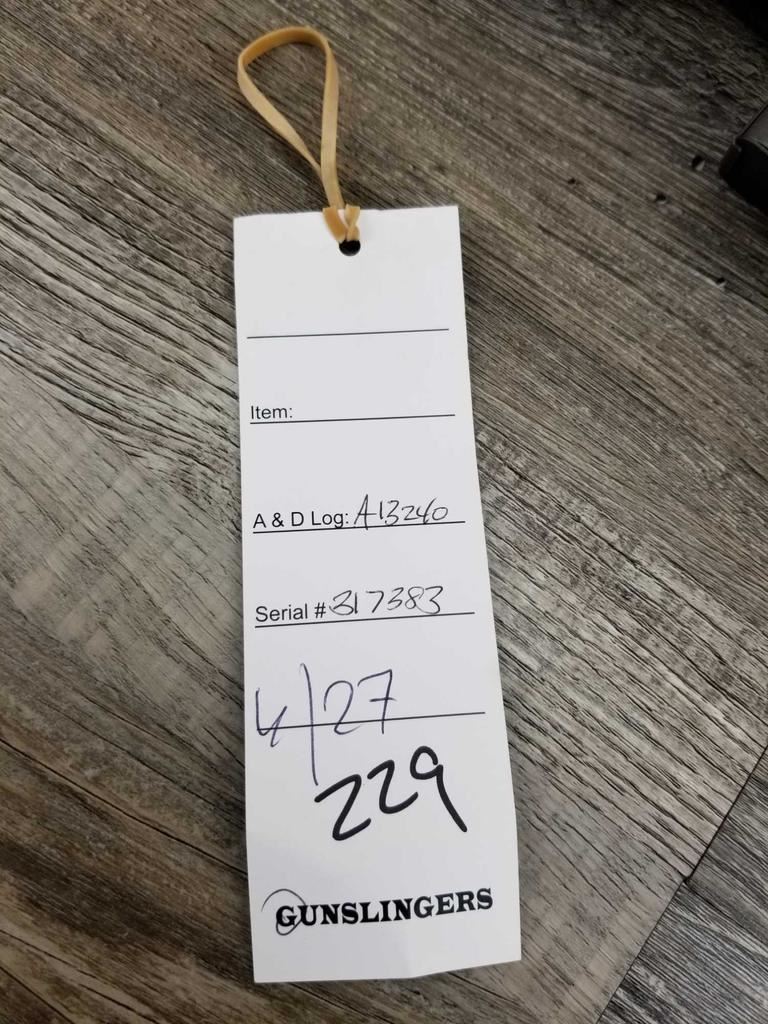 Item:
A & D Log: A13240
Serial # 317383
4/27
229
GUNSLINGERS